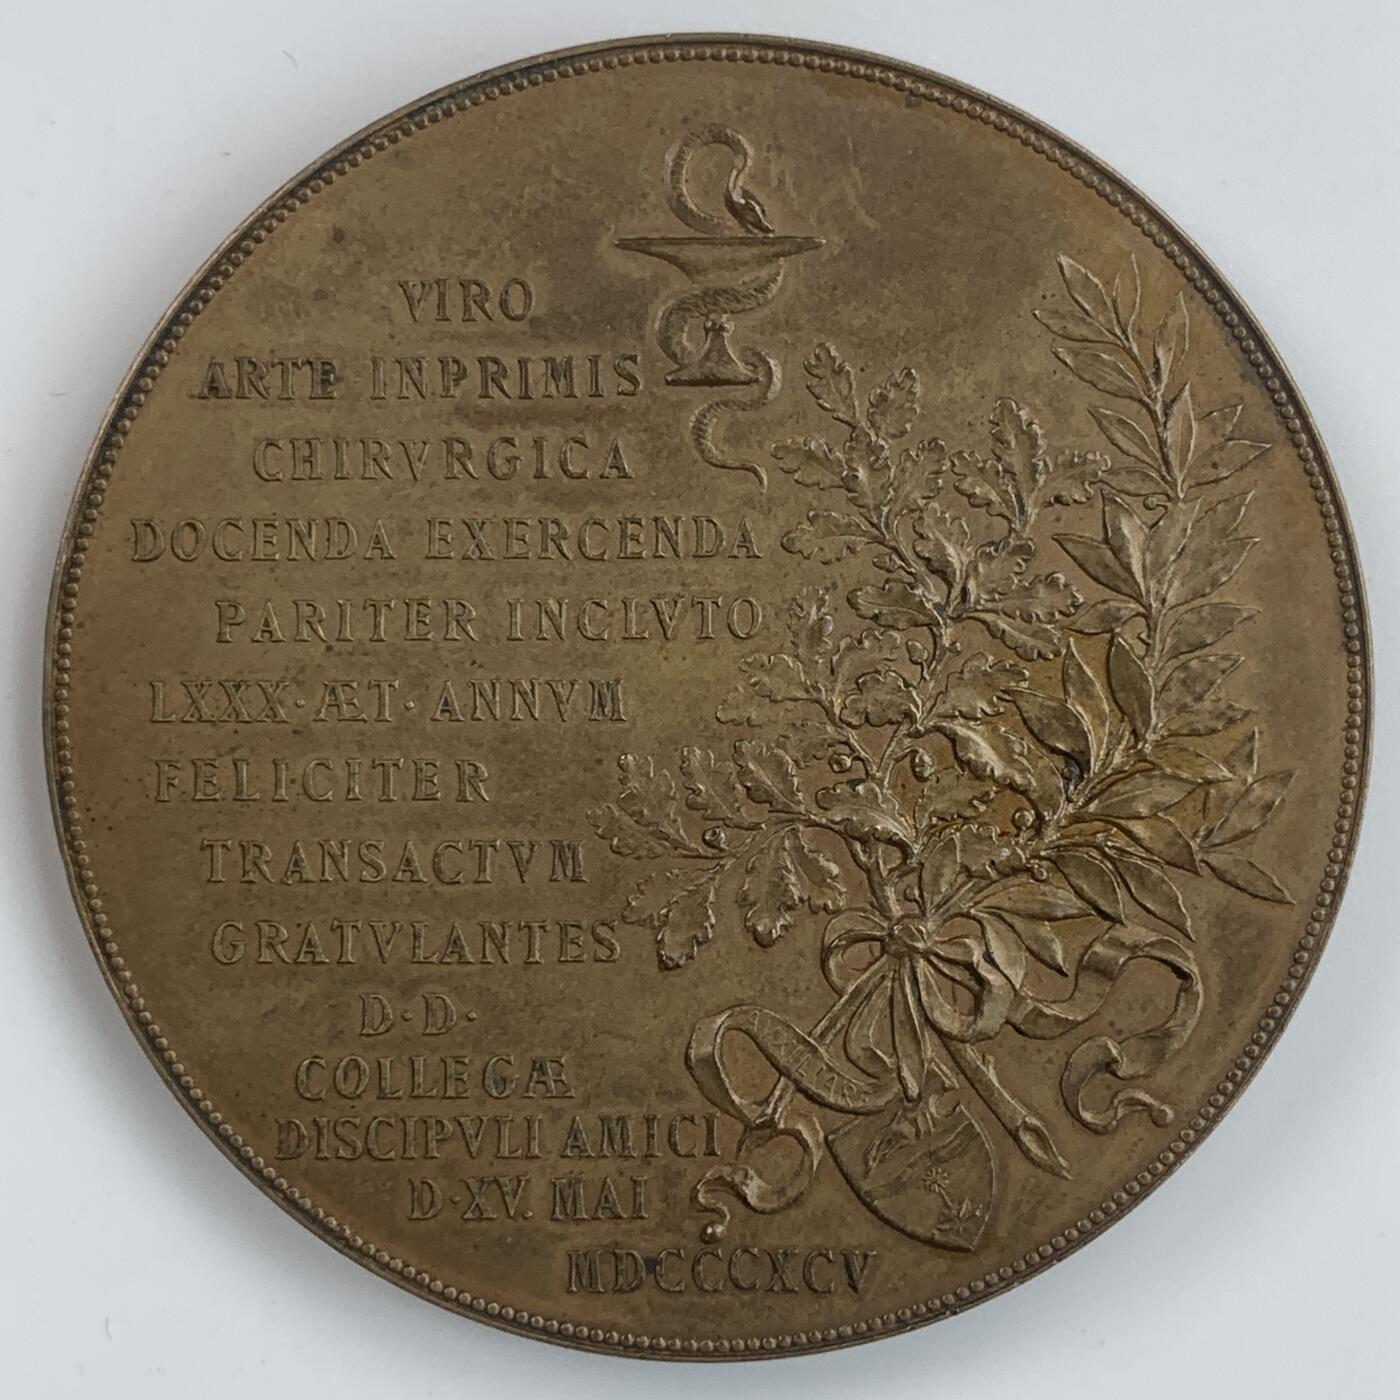 VIRO
ARTE INPRIMIS
CHIRVRGICA
DOCENDA EXERCENDA
PARITER INCLVTO
LXXX·ÆT·ANNVM
FELICITER
TRANSACTVM
GRATVLANTES
D·D·
COLLEGÆ
DISCIPVLI AMICI
D·XV. MAI
MDCCCXCV